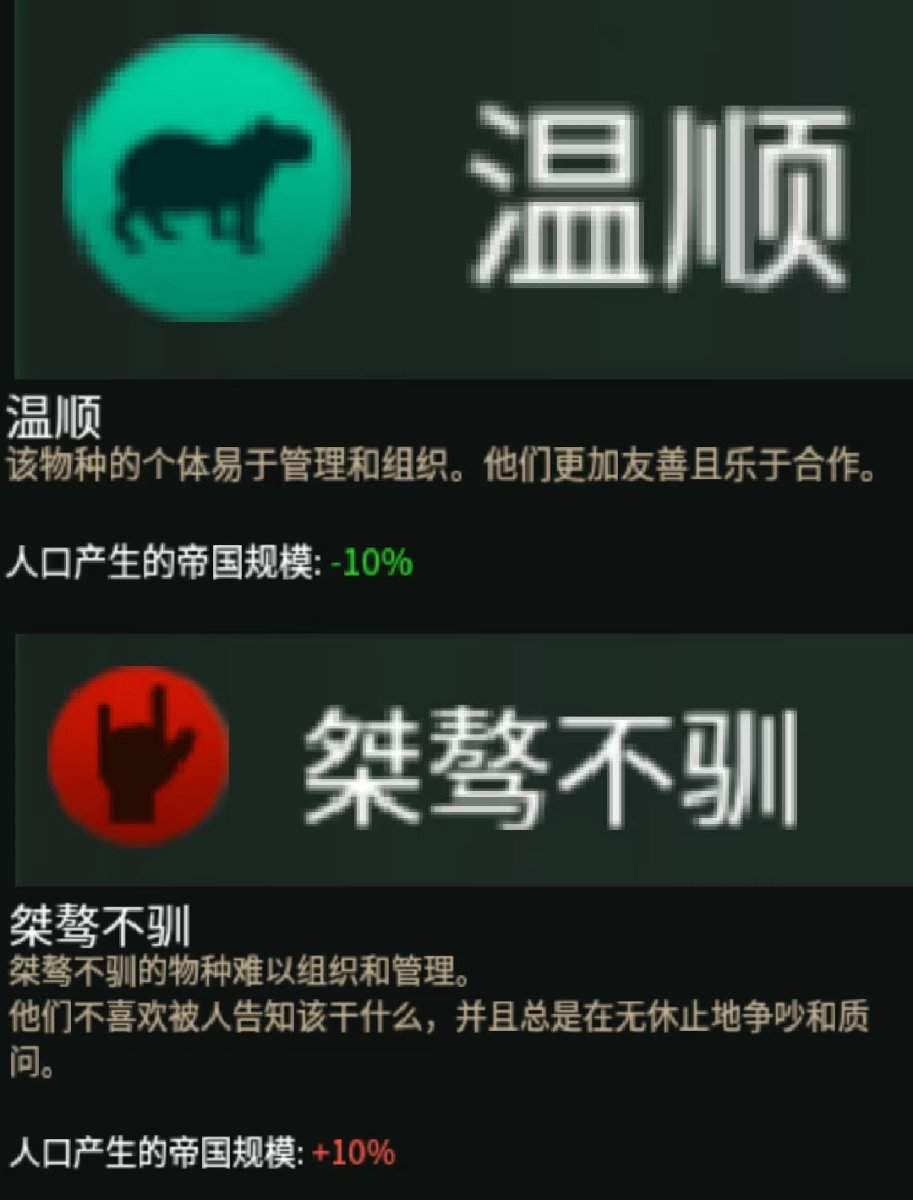 温顺
温顺
该物种的个体易于管理和组织。他们更加友善且乐于合作。
人口产生的帝国规模: -10%
桀骜不驯
桀骜不驯
桀骜不驯的物种难以组织和管理。
他们不喜欢被人告知该干什么，并且总是在无休止地争吵和质
问。
人口产生的帝国规模: +10%